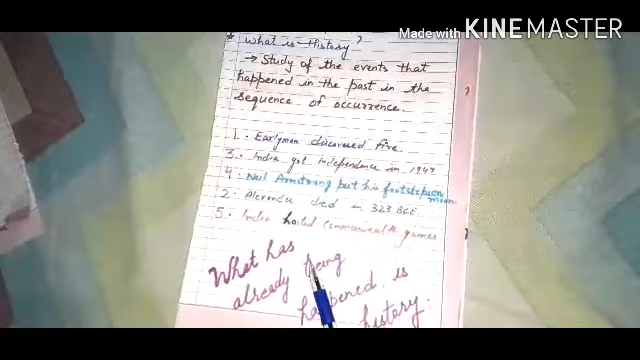 Made with KINEMASTER
* What is History ?
→ Study of the events that
happened in the past in the
sequence of occurrence.
1. Earlyman discovered fire.
3. India got independence in 1947
4. Neil Armstrong put his footstep on
moon.
2. died in 323 BCE
5. India hosted Commonwealth games
What has
already being
happened is
history.